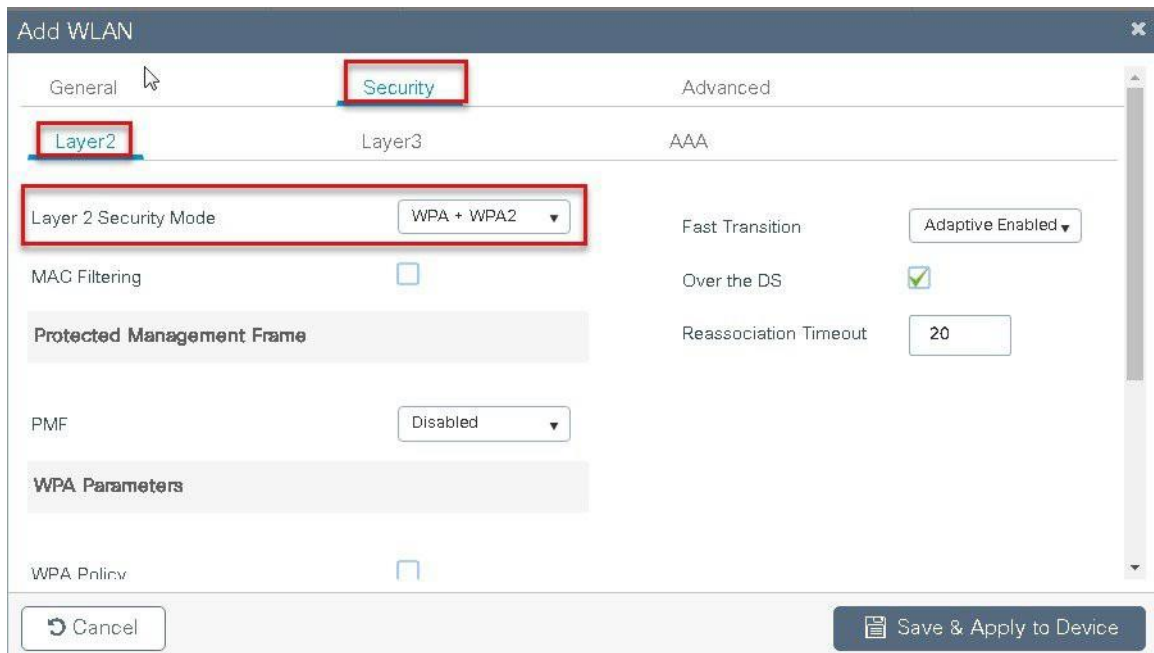 Add WLAN
General
Security
Advanced
Layer2
Layer3
AAA
Layer 2 Security Mode
WPA + WPA2
MAC Filtering
Protected Management Frame
PMF
Disabled
WPA Parameters
WPA Policy
Fast Transition
Adaptive Enabled
Over the DS
Reassociation Timeout
20
Cancel
Save & Apply to Device